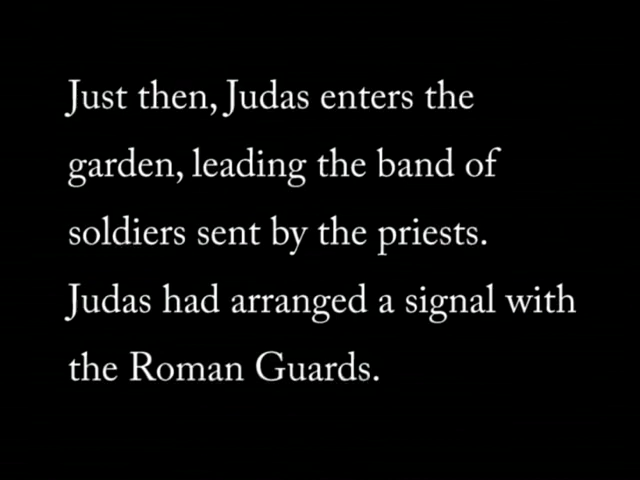 Just then, Judas enters the
garden, leading the band of
soldiers sent by the priests.
Judas had arranged a signal with
the Roman Guards.